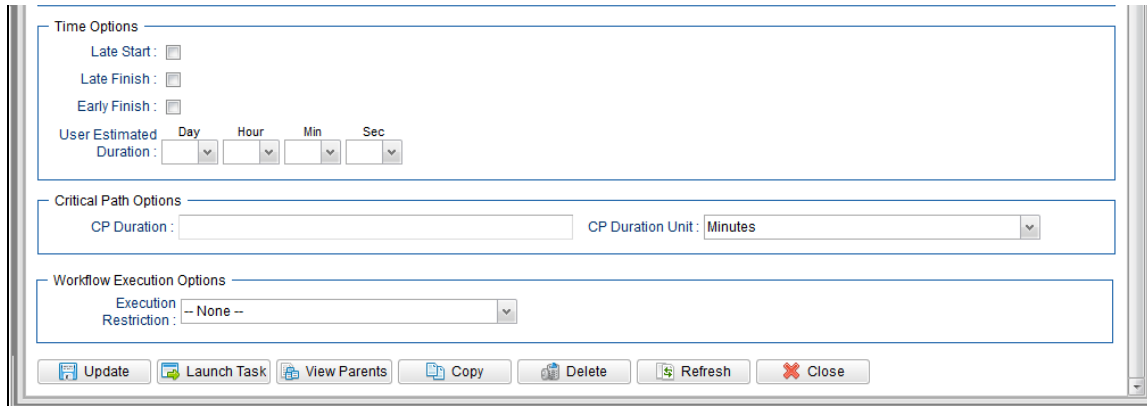 Time Options
Late Start :
Late Finish :
Early Finish :
Day Hour Min Sec
User Estimated
Duration :
Critical Path Options
CP Duration : CP Duration Unit : Minutes
Workflow Execution Options
Execution
Restriction : -- None --
Update Launch Task View Parents Copy Delete Refresh Close